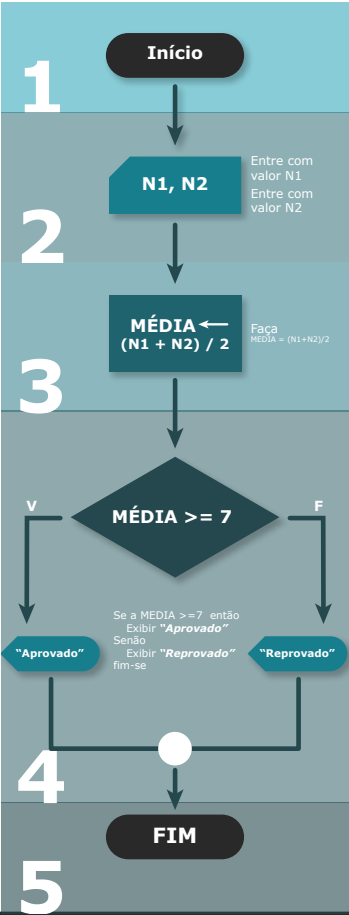 1
Início
2
N1, N2
Entre com
valor N1
Entre com
valor N2
3
MÉDIA
(N1 + N2) / 2
Faça
MEDIA = (N1+N2)/2
MÉDIA >= 7
V
F
Se a MEDIA >=7 então
Exibir "Aprovado"
Senão
Exibir "Reprovado"
fim-se
“Aprovado”
“Reprovado”
4
FIM
5